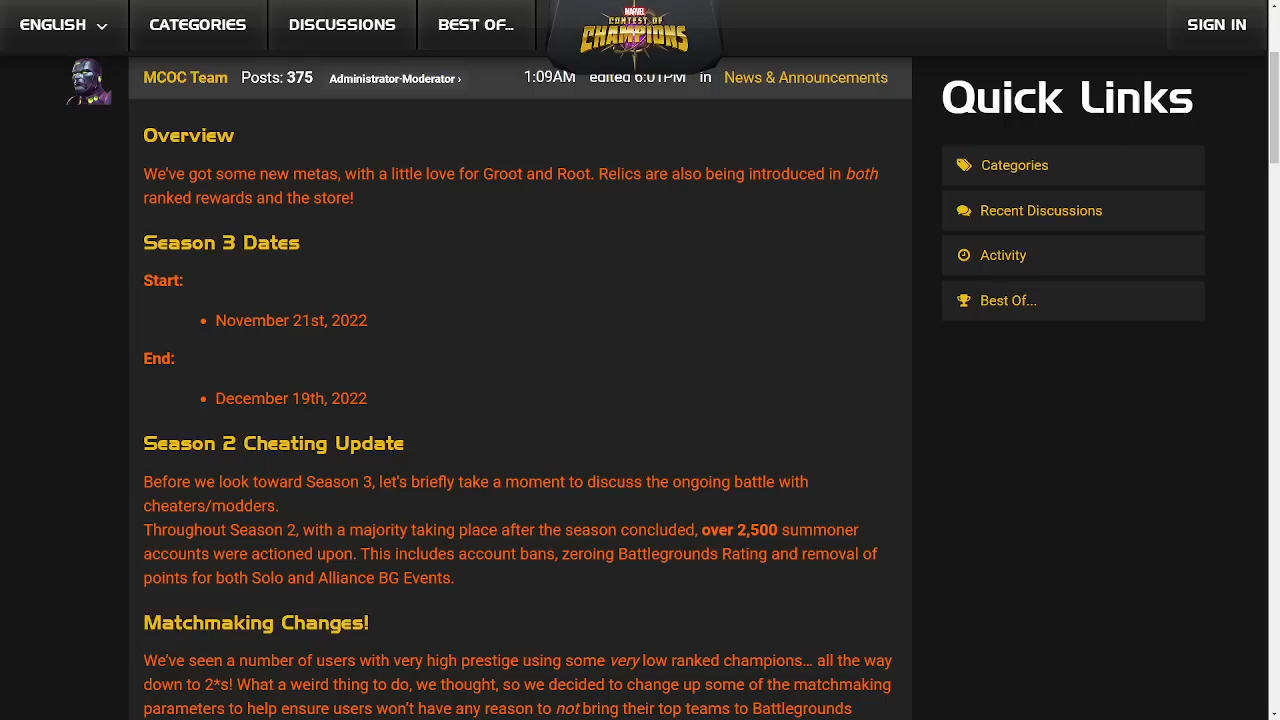 ENGLISH CATEGORIES DISCUSSIONS BEST OF... MARVEL CONTEST OF CHAMPIONS SIGN IN
MCOC Team Posts: 375 Administrator-Moderator › 1:09AM edited 6:01PM in News & Announcements
Overview
We've got some new metas, with a little love for Groot and Root. Relics are also being introduced in both
ranked rewards and the store!
Season 3 Dates
Start:
• November 21st, 2022
End:
• December 19th, 2022
Season 2 Cheating Update
Before we look toward Season 3, let's briefly take a moment to discuss the ongoing battle with
cheaters/modders.
Throughout Season 2, with a majority taking place after the season concluded, over 2,500 summoner
accounts were actioned upon. This includes account bans, zeroing Battlegrounds Rating and removal of
points for both Solo and Alliance BG Events.
Matchmaking Changes!
We've seen a number of users with very high prestige using some very low ranked champions… all the way
down to 2*s! What a weird thing to do, we thought, so we decided to change up some of the matchmaking
parameters to help ensure users won't have any reason to not bring their top teams to Battlegrounds
Quick Links
Categories
Recent Discussions
Activity
Best Of...